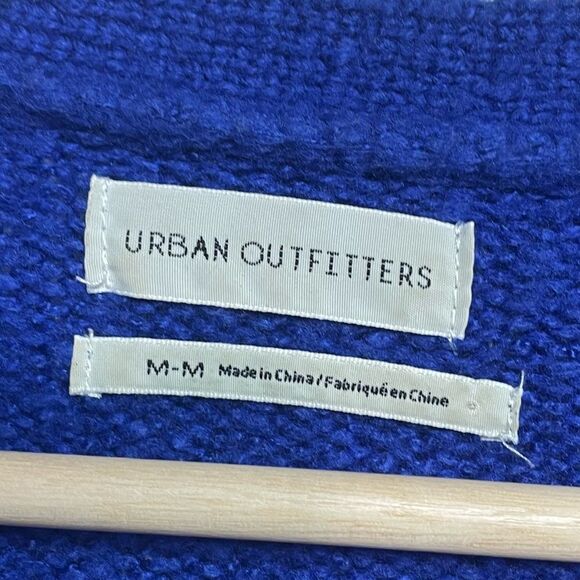 URBAN OUTFITTERS
M-M Made in China / Fabriqué en Chine